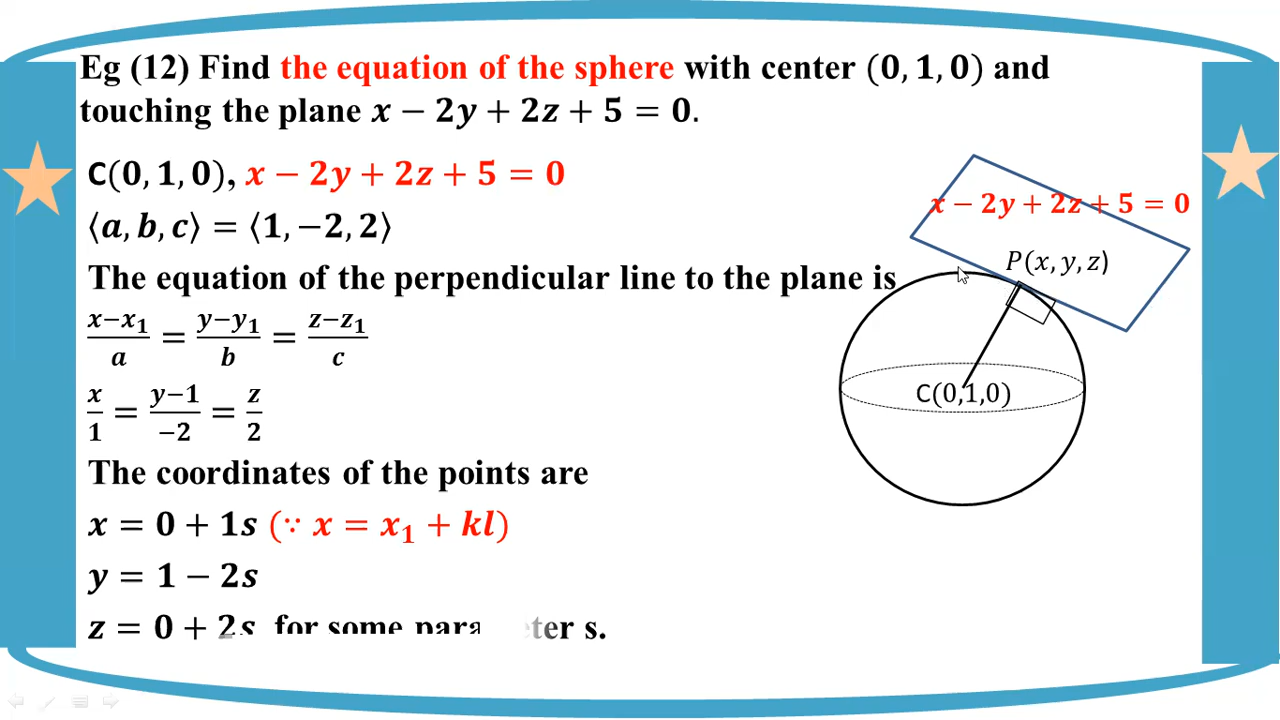 Eg (12) Find the equation of the sphere with center (0, 1, 0) and
touching the plane x − 2y + 2z + 5 = 0.
C(0, 1, 0), x − 2y + 2z + 5 = 0
⟨a, b, c⟩ = ⟨1, −2, 2⟩
The equation of the perpendicular line to the plane is
(x−x₁)/a = (y−y₁)/b = (z−z₁)/c
x/1 = (y−1)/−2 = z/2
The coordinates of the points are
x = 0 + 1s (∵ x = x₁ + kl)
y = 1 − 2s
z = 0 + 2s for some parameter s.
x − 2y + 2z + 5 = 0
P(x, y, z)
C(0,1,0)